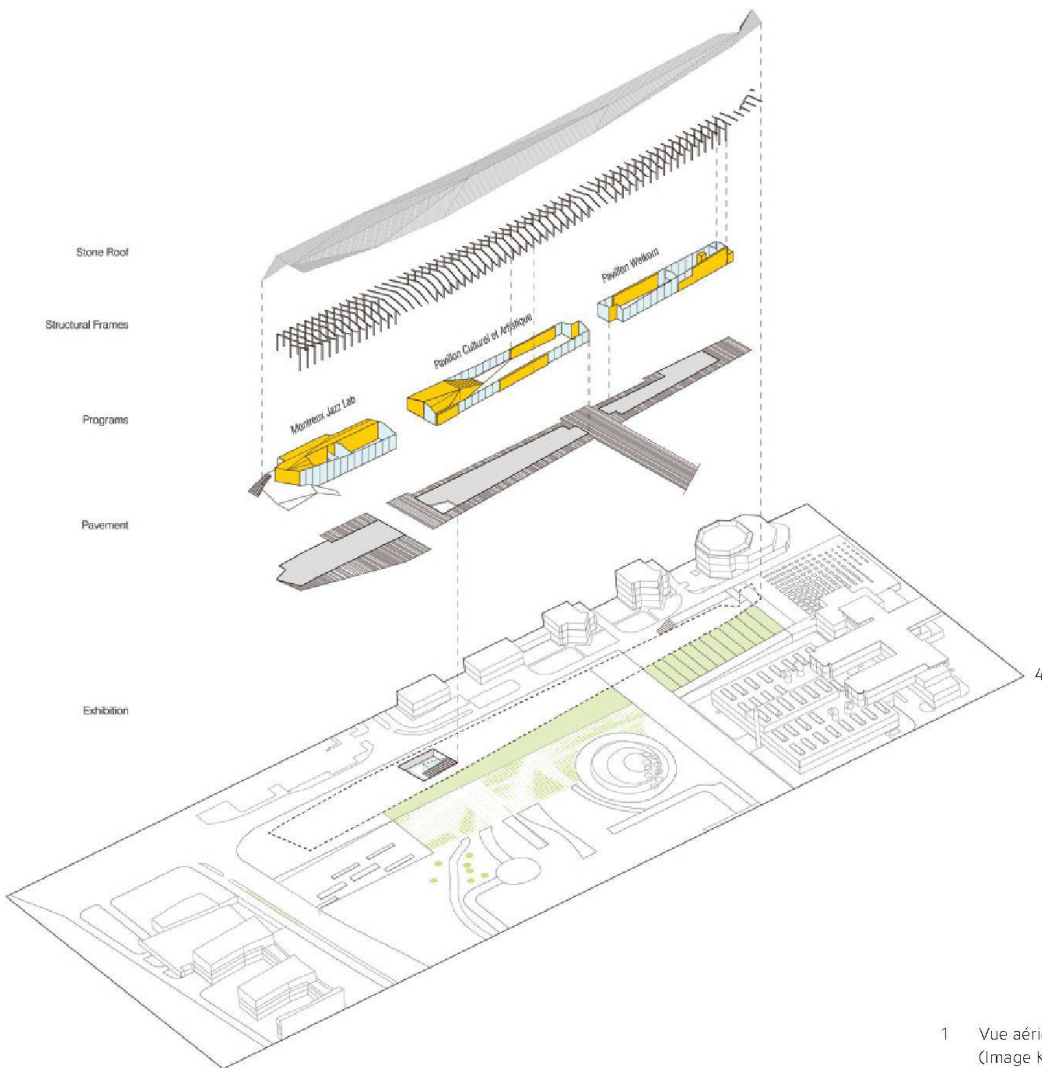 Stone Roof
Structural Frames
Pavillon Welkom
Pavillon Culturel et Artistique
Programs
Montreux Jazz Lab
Pavement
Exhibition
4
1 Vue aéri
(Image K